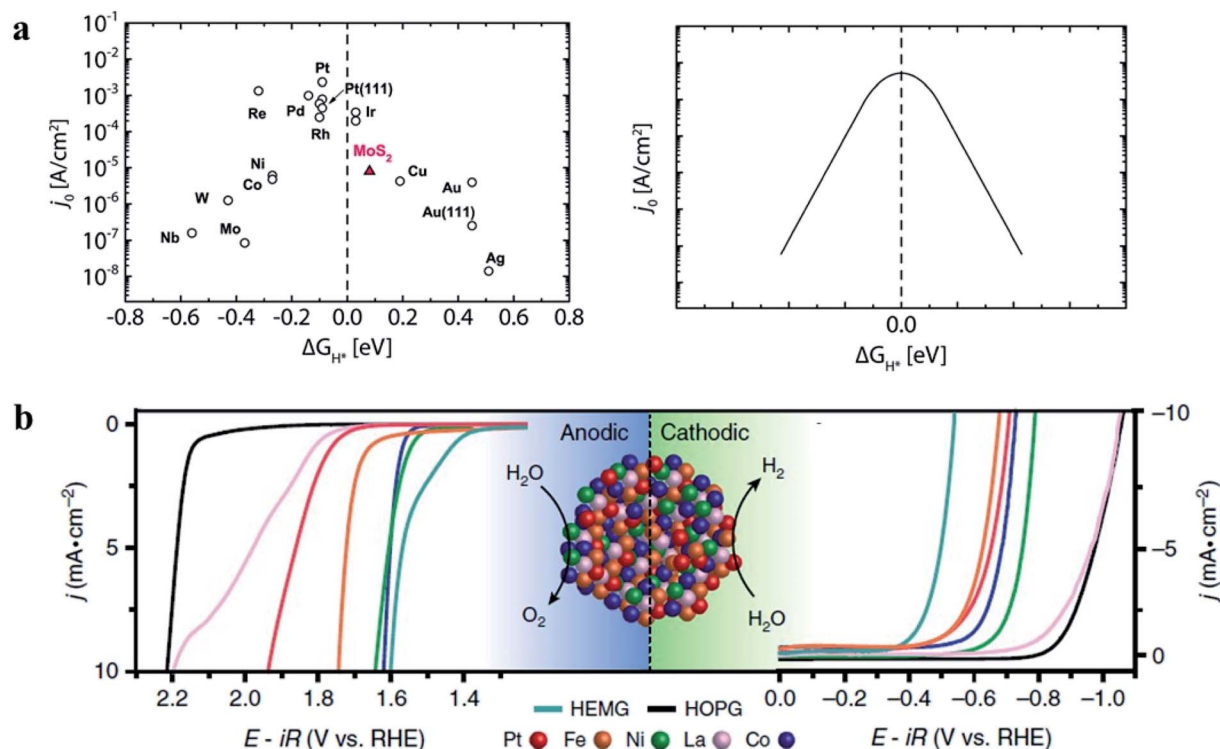 a
10⁻¹
10⁻²
10⁻³
10⁻⁴
10⁻⁵
10⁻⁶
10⁻⁷
10⁻⁸
j₀ [A/cm²]
Pt
Pt(111)
Re
Pd
Ir
Rh
MoS₂
Ni
Cu
Co
Au
W
Au(111)
Nb
Mo
Ag
-0.8 -0.6 -0.4 -0.2 0.0 0.2 0.4 0.6 0.8
ΔG_H* [eV]
j₀ [A/cm²]
0.0
ΔG_H* [eV]
b
0
5
10
j (mA•cm⁻²)
Anodic Cathodic
H₂O
H₂
O₂
H₂O
−10
−5
0
j (mA•cm⁻²)
2.2 2.0 1.8 1.6 1.4
0.0 −0.2 −0.4 −0.6 −0.8 −1.0
HEMG HOPG
E - iR (V vs. RHE)
Pt Fe Ni La Co
E - iR (V vs. RHE)